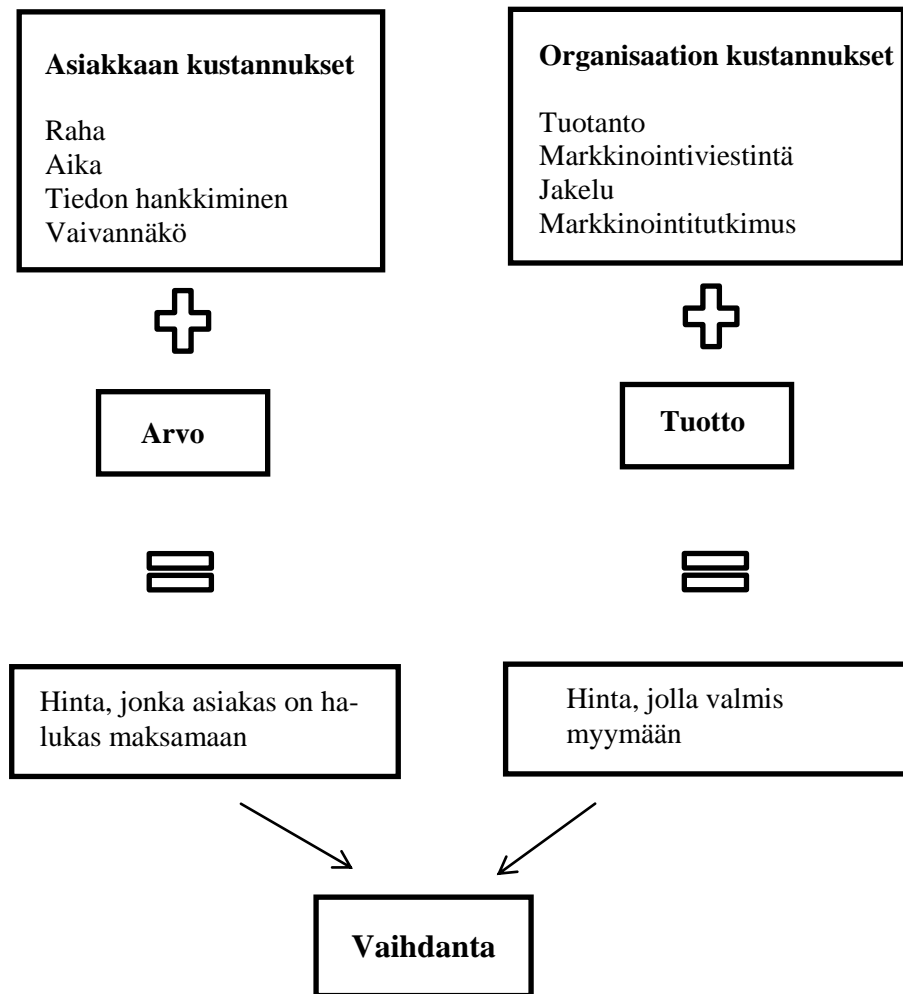 Asiakkaan kustannukset
Raha
Aika
Tiedon hankkiminen
Vaivannäkö
Organisaation kustannukset
Tuotanto
Markkinointiviestintä
Jakelu
Markkinointitutkimus
Arvo
Tuotto
Hinta, jonka asiakas on ha-
lukas maksamaan
Hinta, jolla valmis
myymään
Vaihdanta